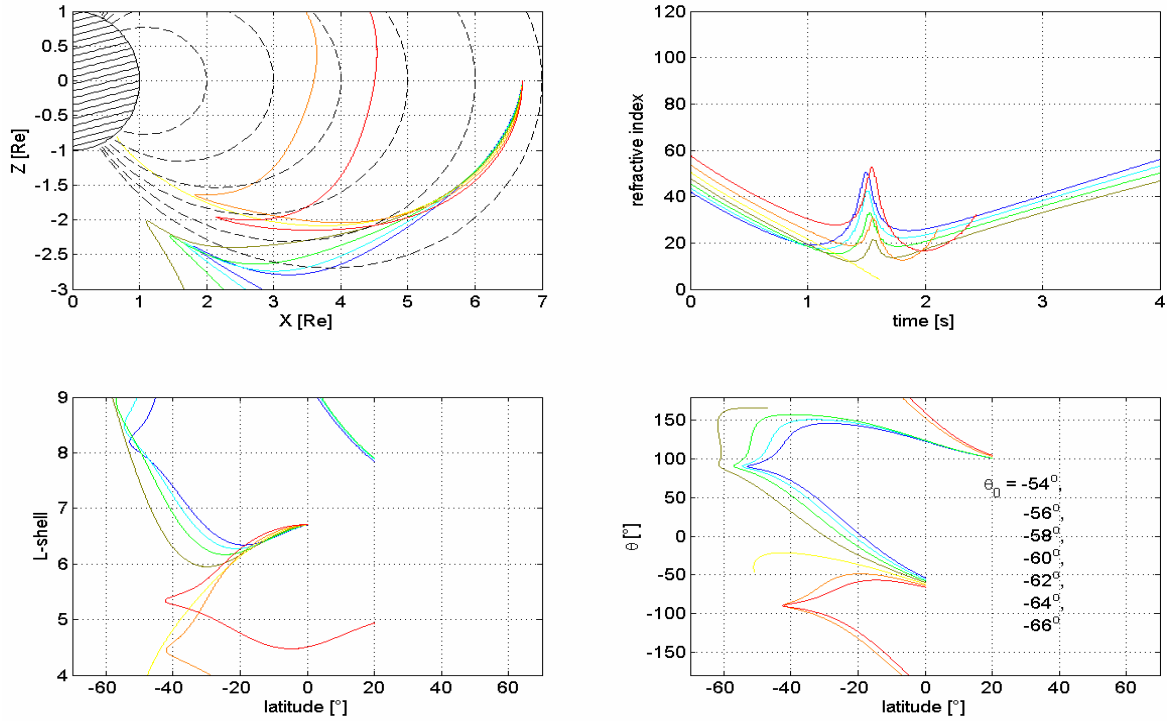 1
0.5
0
-0.5
-1
-1.5
-2
-2.5
-3
Z [Re]
0 1 2 3 4 5 6 7
X [Re]
120
100
80
60
40
20
0
refractive index
0 1 2 3 4
time [s]
9
8
7
6
5
4
L-shell
-60 -40 -20 0 20 40 60
latitude [°]
150
100
50
0
-50
-100
-150
θ [°]
-60 -40 -20 0 20 40 60
latitude [°]
θ0 = -54°,
-56°,
-58°,
-60°,
-62°,
-64°,
-66°